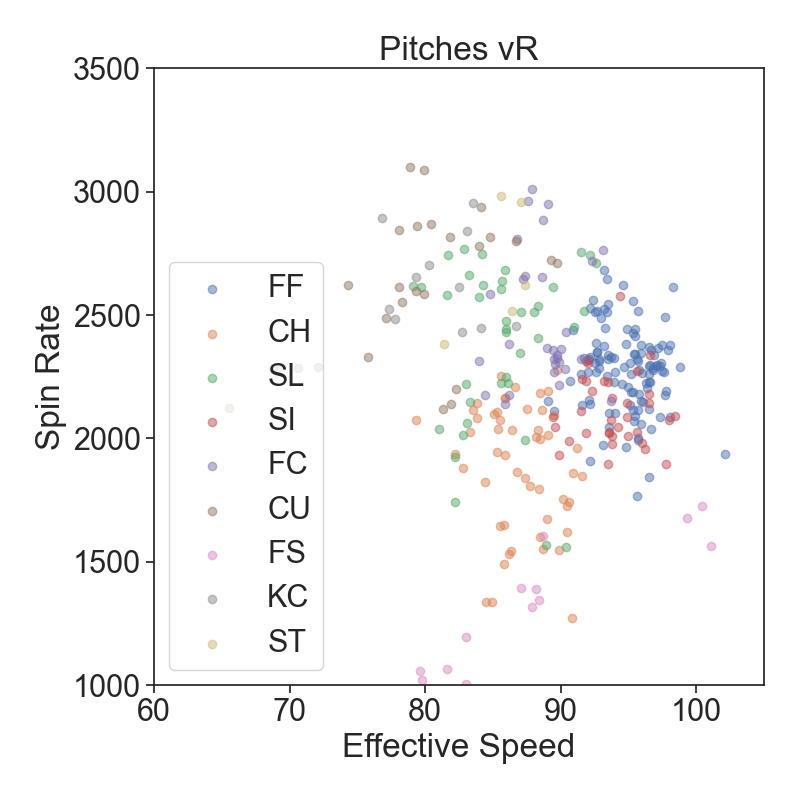 Pitches vR
3500
3000
2500
2000
1500
1000
Spin Rate
FF
CH
SL
SI
FC
CU
FS
KC
ST
60 70 80 90 100
Effective Speed